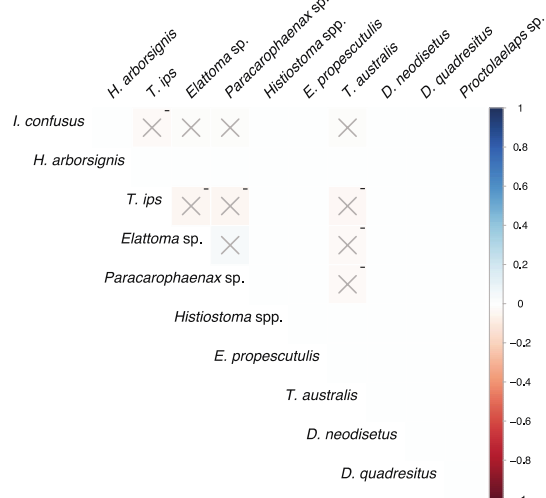 H. arborsignis
T. ips
Elattoma sp.
Paracarophaenax sp.
Histiostoma spp.
E. propescutulis
T. australis
D. neodisetus
D. quadresitus
Proctolaelaps sp.
I. confusus
H. arborsignis
T. ips
Elattoma sp.
Paracarophaenax sp.
Histiostoma spp.
E. propescutulis
T. australis
D. neodisetus
D. quadresitus
1
0.8
0.6
0.4
0.2
0
−0.2
−0.4
−0.6
−0.8